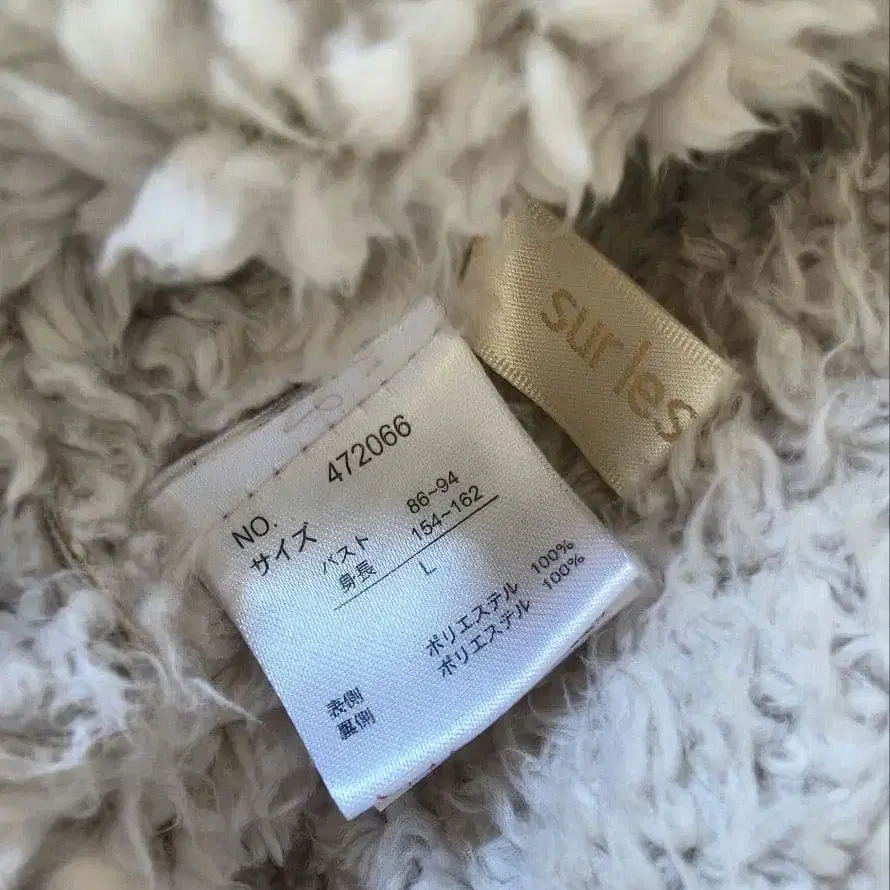 sur les
NO. 472066
サイズ
バスト 86~94
身長 154~162
L
表側 ポリエステル 100%
裏側 ポリエステル 100%